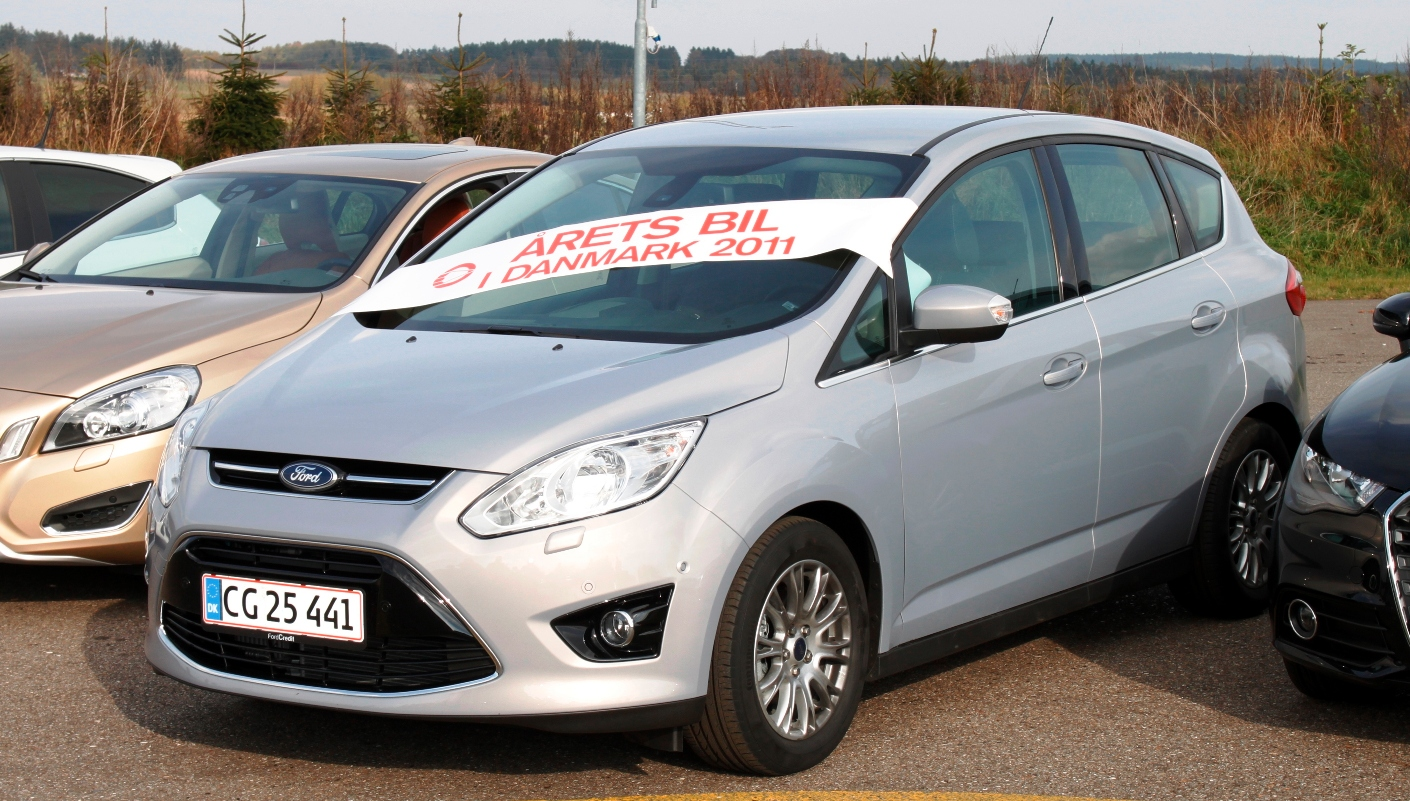 ÅRETS BIL
I DANMARK 2011
Ford
DK CG 25 441
FordCredit